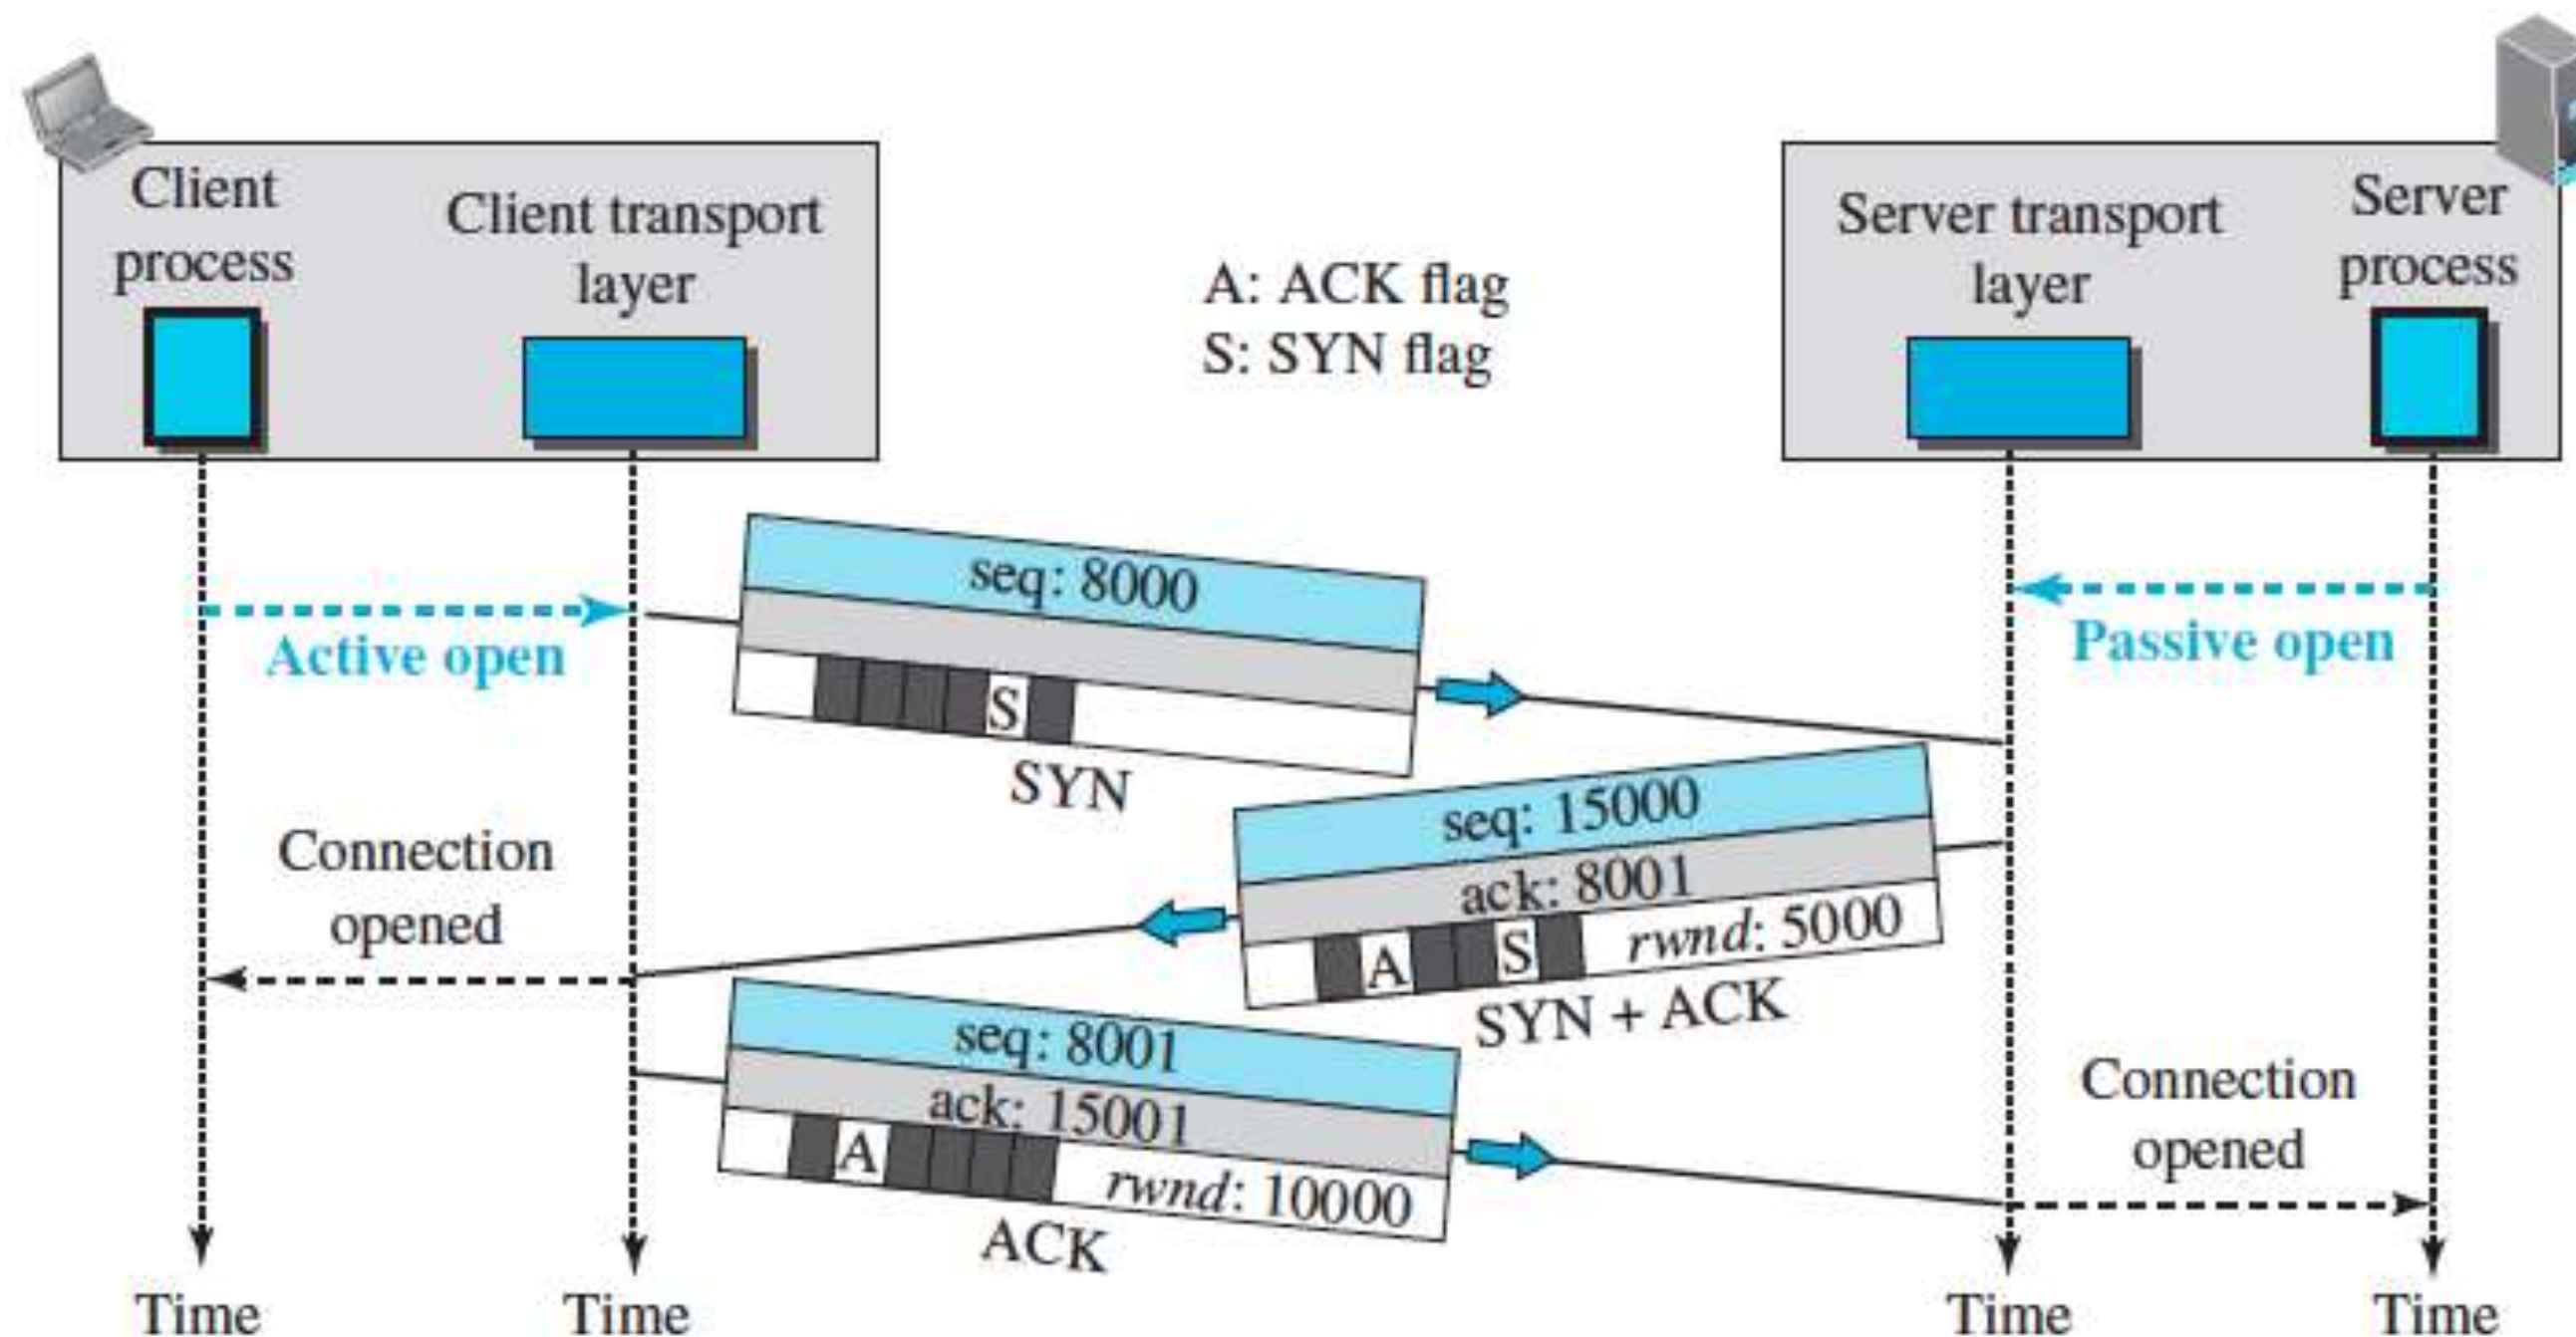 Client
process
Client transport
layer
A: ACK flag
S: SYN flag
Server transport
layer
Server
process
Active open
seq: 8000
S
SYN
Passive open
seq: 15000
ack: 8001
A S rwnd: 5000
SYN + ACK
Connection
opened
seq: 8001
ack: 15001
A rwnd: 10000
ACK
Connection
opened
Time
Time
Time
Time